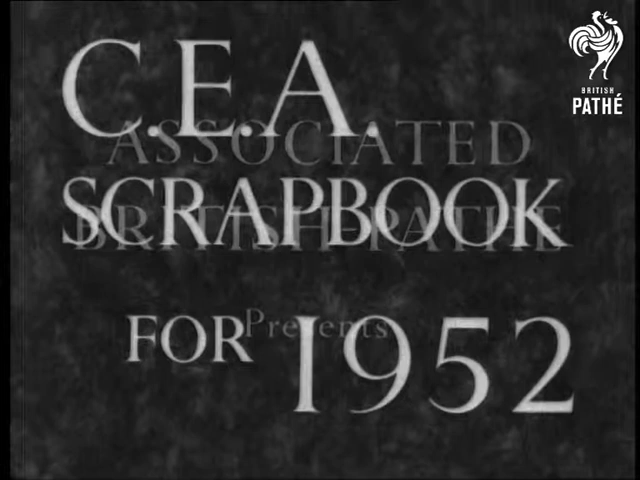 C.E.A.
ASSOCIATED
SCRAPBOOK
BRITISH-PATHE
Presents
FOR 1952
BRITISH
PATHÉ